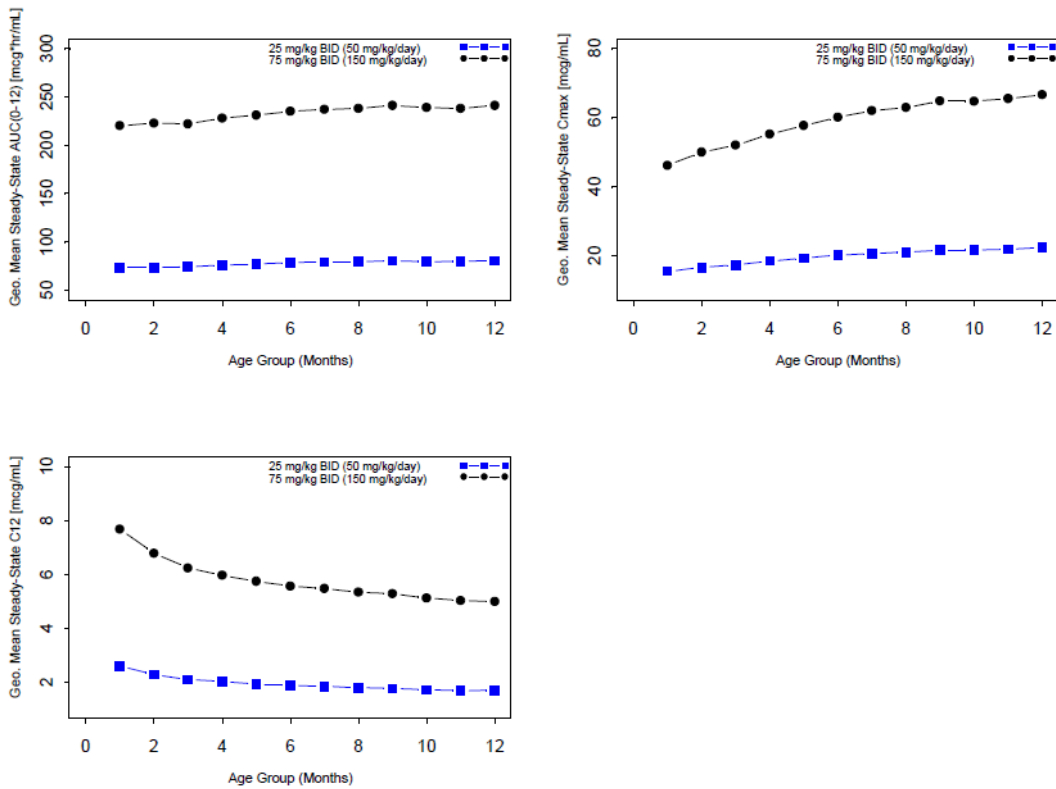 Geo. Mean Steady-State AUC(0-12) [mcg*hr/mL]
300
250
200
150
100
50
25 mg/kg BID (50 mg/kg/day)
75 mg/kg BID (150 mg/kg/day)
0 2 4 6 8 10 12
Age Group (Months)
Geo. Mean Steady-State Cmax [mcg/mL]
80
60
40
20
25 mg/kg BID (50 mg/kg/day)
75 mg/kg BID (150 mg/kg/day)
0 2 4 6 8 10 12
Age Group (Months)
Geo. Mean Steady-State C12 [mcg/mL]
10
8
6
4
2
25 mg/kg BID (50 mg/kg/day)
75 mg/kg BID (150 mg/kg/day)
0 2 4 6 8 10 12
Age Group (Months)